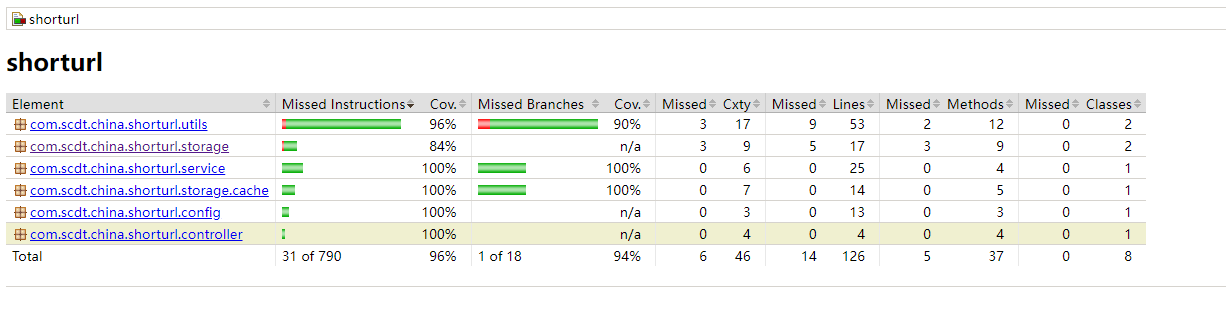 shorturl
shorturl
Element Missed Instructions Cov. Missed Branches Cov. Missed Cxty Missed Lines Missed Methods Missed Classes
com.scdt.china.shorturl.utils 96% 90% 3 17 9 53 2 12 0 2
com.scdt.china.shorturl.storage 84% n/a 3 9 5 17 3 9 0 2
com.scdt.china.shorturl.service 100% 100% 0 6 0 25 0 4 0 1
com.scdt.china.shorturl.storage.cache 100% 100% 0 7 0 14 0 5 0 1
com.scdt.china.shorturl.config 100% n/a 0 3 0 13 0 3 0 1
com.scdt.china.shorturl.controller 100% n/a 0 4 0 4 0 4 0 1
Total 31 of 790 96% 1 of 18 94% 6 46 14 126 5 37 0 8